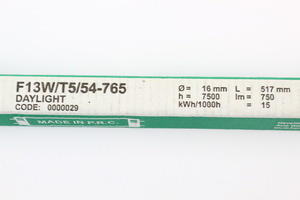 F13W/T5/54-765
DAYLIGHT
CODE: 0000029
Ø = 16 mm L = 517 mm
h = 7500 lm = 750
kWh/1000h = 15
MADE IN P.R.C.